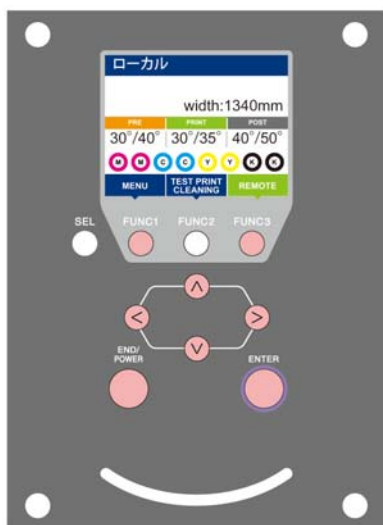 ローカル
width:1340mm
PRE PRINT POST
30°/40° 30°/35° 40°/50°
M M C C Y Y K K
MENU TEST PRINT CLEANING REMOTE
SEL FUNC1 FUNC2 FUNC3
END/
POWER
ENTER